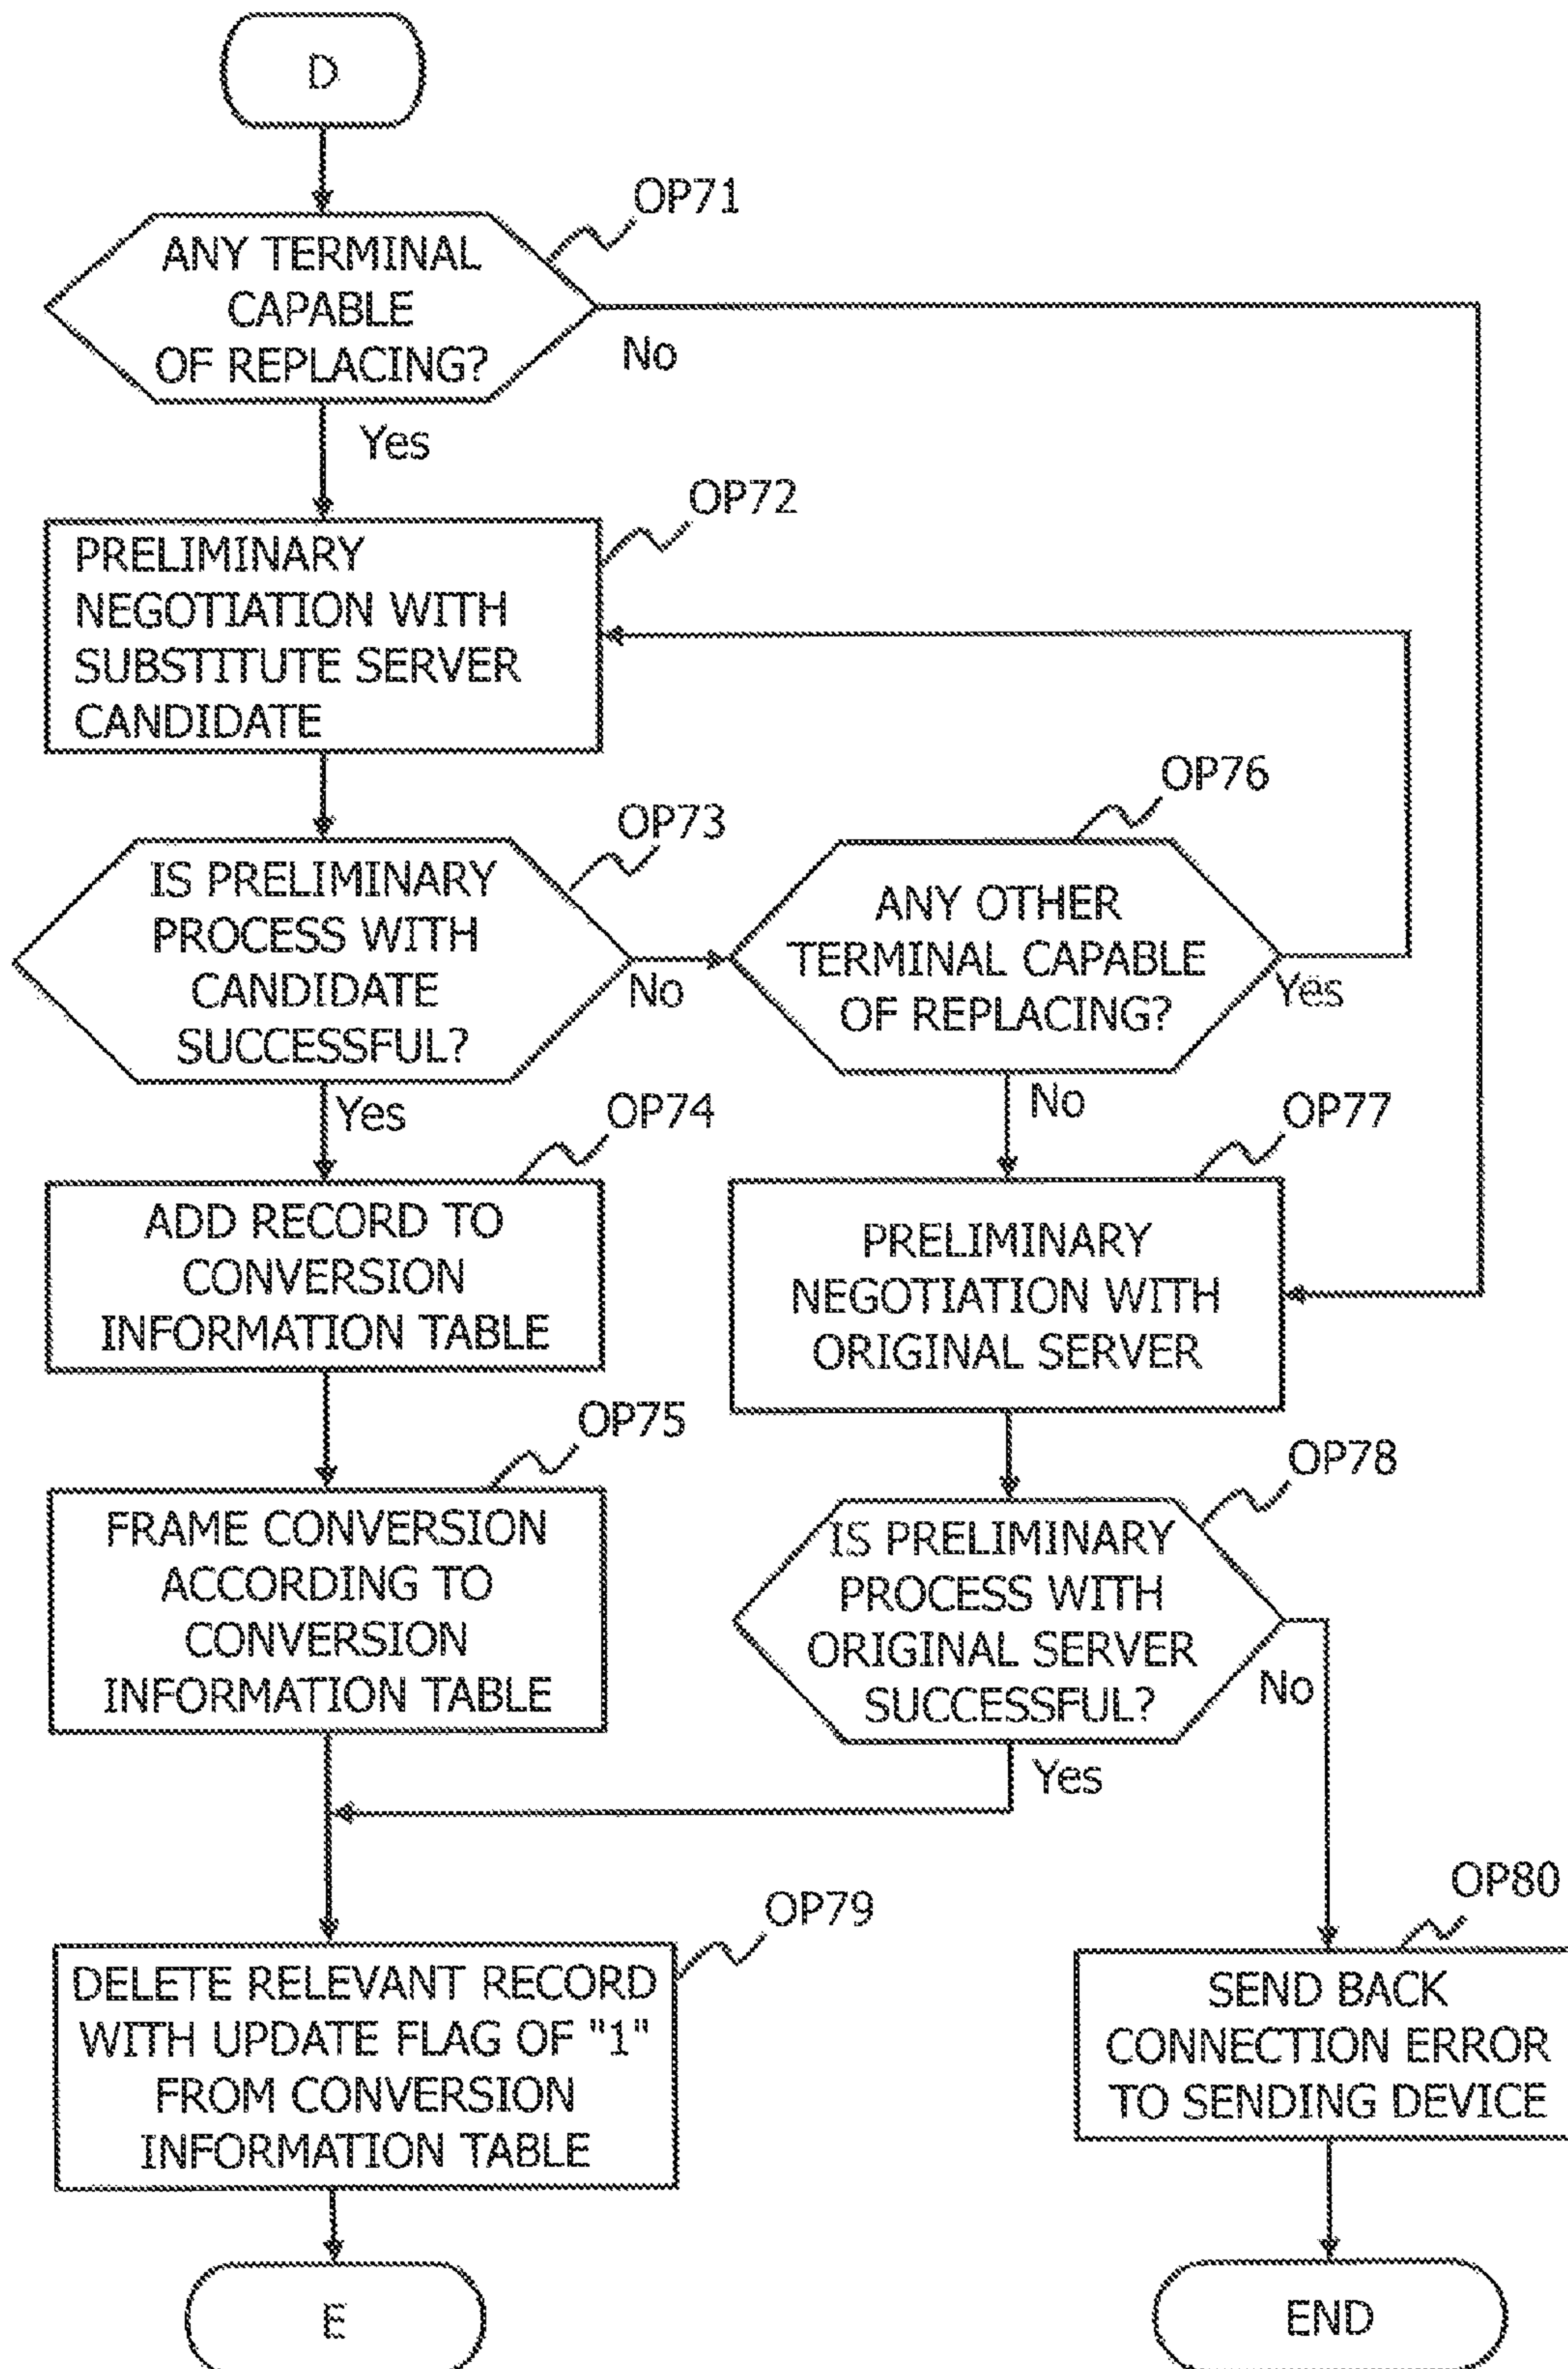 D
OP71
ANY TERMINAL
CAPABLE
OF REPLACING?
No
Yes
OP72
PRELIMINARY
NEGOTIATION WITH
SUBSTITUTE SERVER
CANDIDATE
OP73
IS PRELIMINARY
PROCESS WITH
CANDIDATE
SUCCESSFUL?
No
Yes
OP76
ANY OTHER
TERMINAL CAPABLE
OF REPLACING?
Yes
No
OP74
ADD RECORD TO
CONVERSION
INFORMATION TABLE
OP77
PRELIMINARY
NEGOTIATION WITH
ORIGINAL SERVER
OP75
FRAME CONVERSION
ACCORDING TO
CONVERSION
INFORMATION TABLE
OP78
IS PRELIMINARY
PROCESS WITH
ORIGINAL SERVER
SUCCESSFUL?
No
Yes
OP79
DELETE RELEVANT RECORD
WITH UPDATE FLAG OF "1"
FROM CONVERSION
INFORMATION TABLE
OP80
SEND BACK
CONNECTION ERROR
TO SENDING DEVICE
E
END